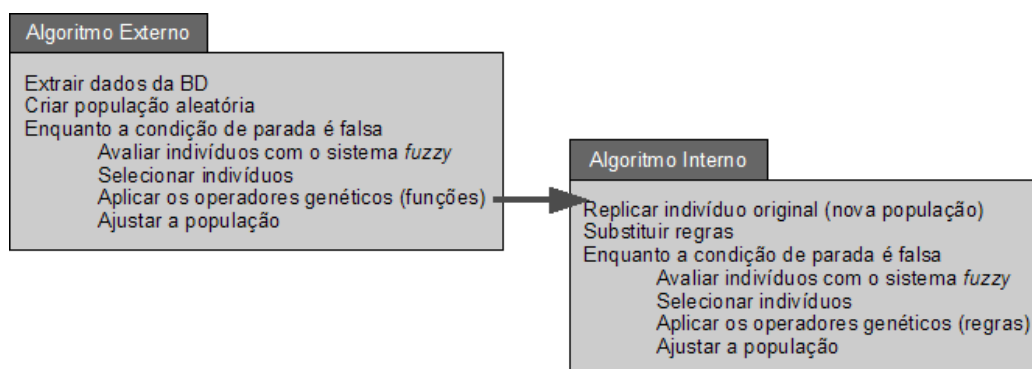 Algoritmo Externo
Extrair dados da BD
Criar população aleatória
Enquanto a condição de parada é falsa
Avaliar indivíduos com o sistema fuzzy
Selecionar indivíduos
Aplicar os operadores genéticos (funções)
Ajustar a população
Algoritmo Interno
Replicar indivíduo original (nova população)
Substituir regras
Enquanto a condição de parada é falsa
Avaliar indivíduos com o sistema fuzzy
Selecionar indivíduos
Aplicar os operadores genéticos (regras)
Ajustar a população